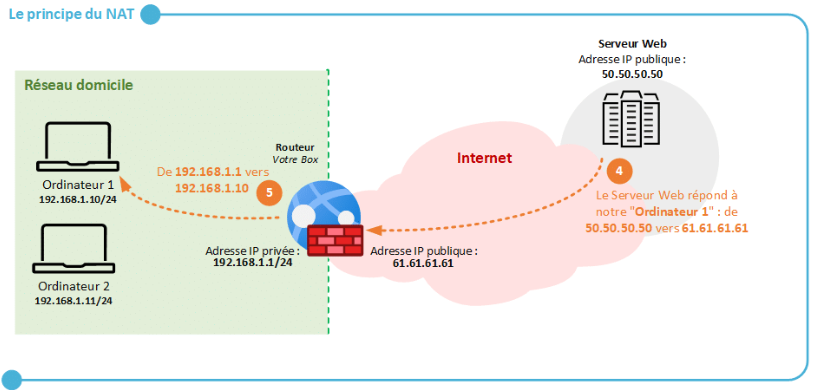 Le principe du NAT
Serveur Web
Adresse IP publique :
50.50.50.50
Réseau domicile
Routeur
Votre Box
Internet
De 192.168.1.1 vers
192.168.1.10
5
4
Ordinateur 1
192.168.1.10/24
Le Serveur Web répond à
notre "Ordinateur 1" : de
50.50.50.50 vers 61.61.61.61
Adresse IP privée :
192.168.1.1/24
Adresse IP publique :
61.61.61.61
Ordinateur 2
192.168.1.11/24